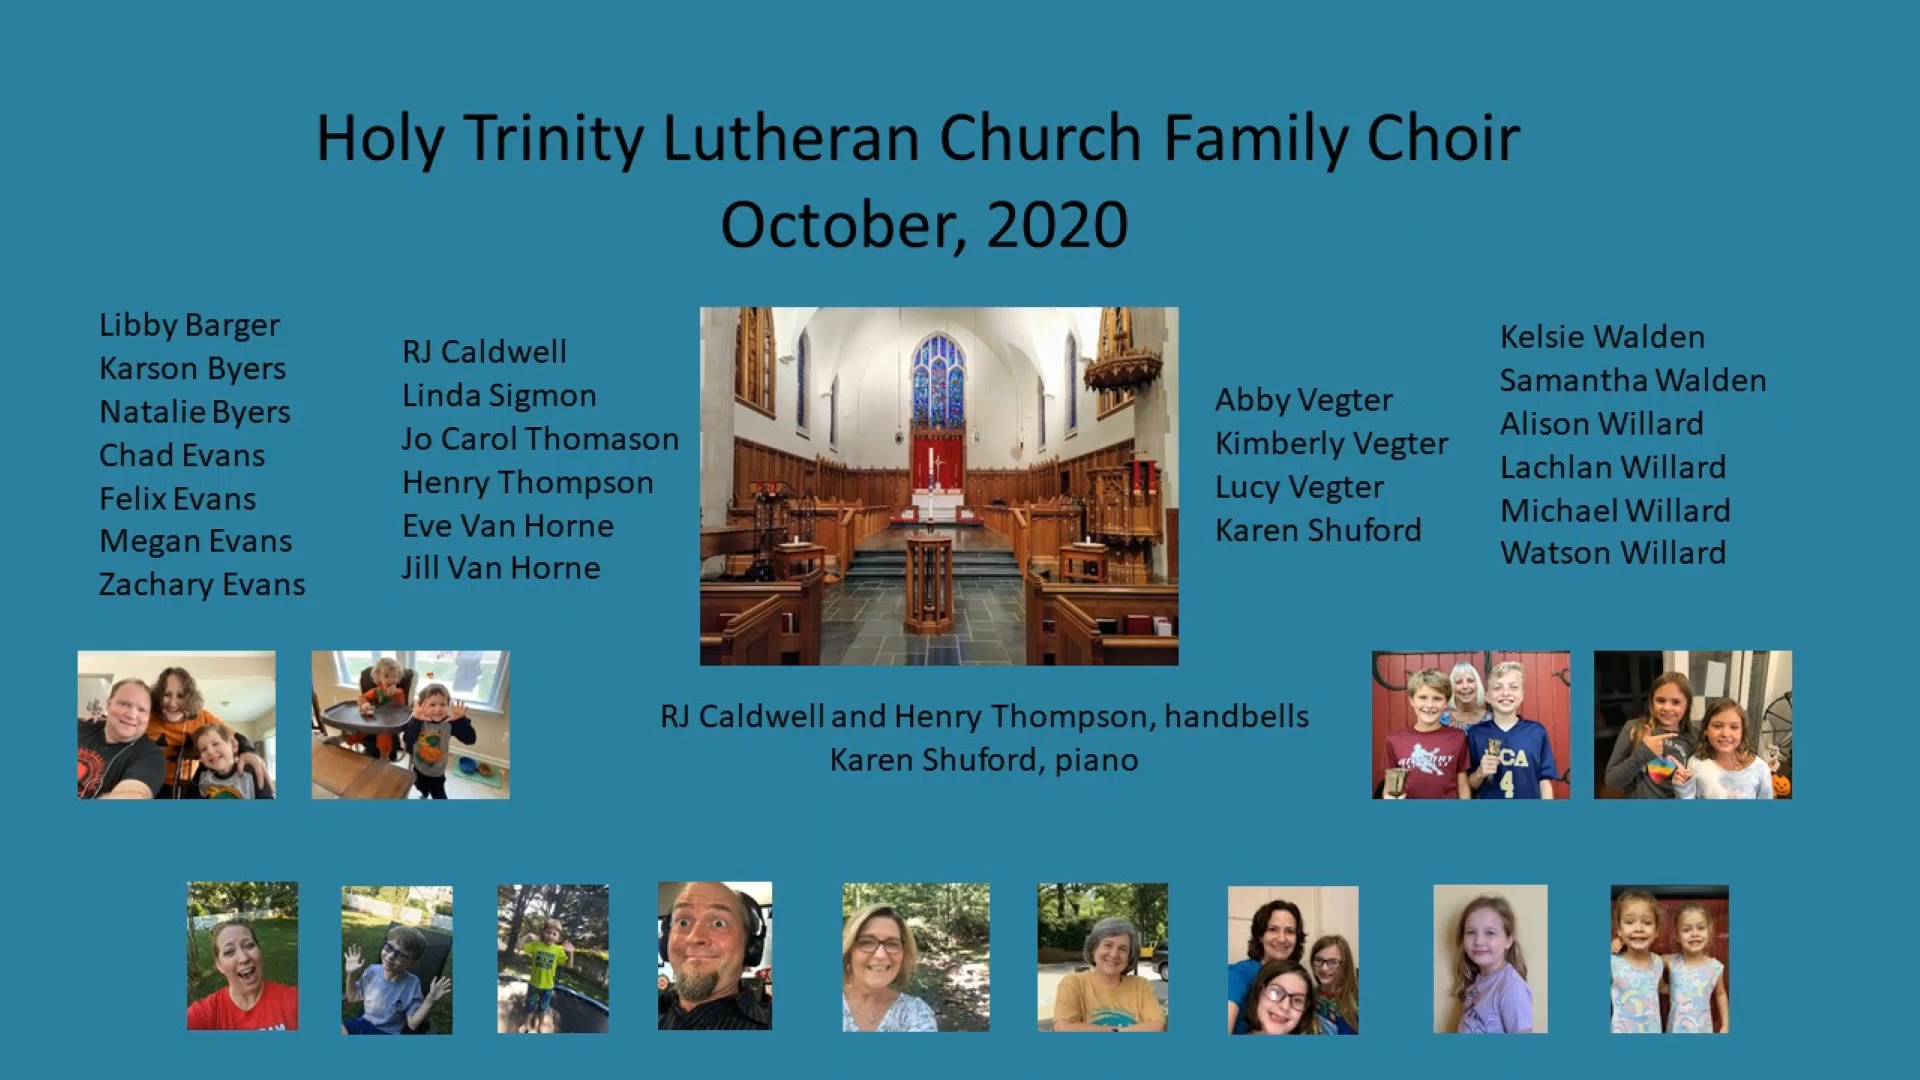 Holy Trinity Lutheran Church Family Choir
October, 2020
Libby Barger
Karson Byers
Natalie Byers
Chad Evans
Felix Evans
Megan Evans
Zachary Evans
RJ Caldwell
Linda Sigmon
Jo Carol Thomason
Henry Thompson
Eve Van Horne
Jill Van Horne
Abby Vegter
Kimberly Vegter
Lucy Vegter
Karen Shuford
Kelsie Walden
Samantha Walden
Alison Willard
Lachlan Willard
Michael Willard
Watson Willard
RJ Caldwell and Henry Thompson, handbells
Karen Shuford, piano
CA
4